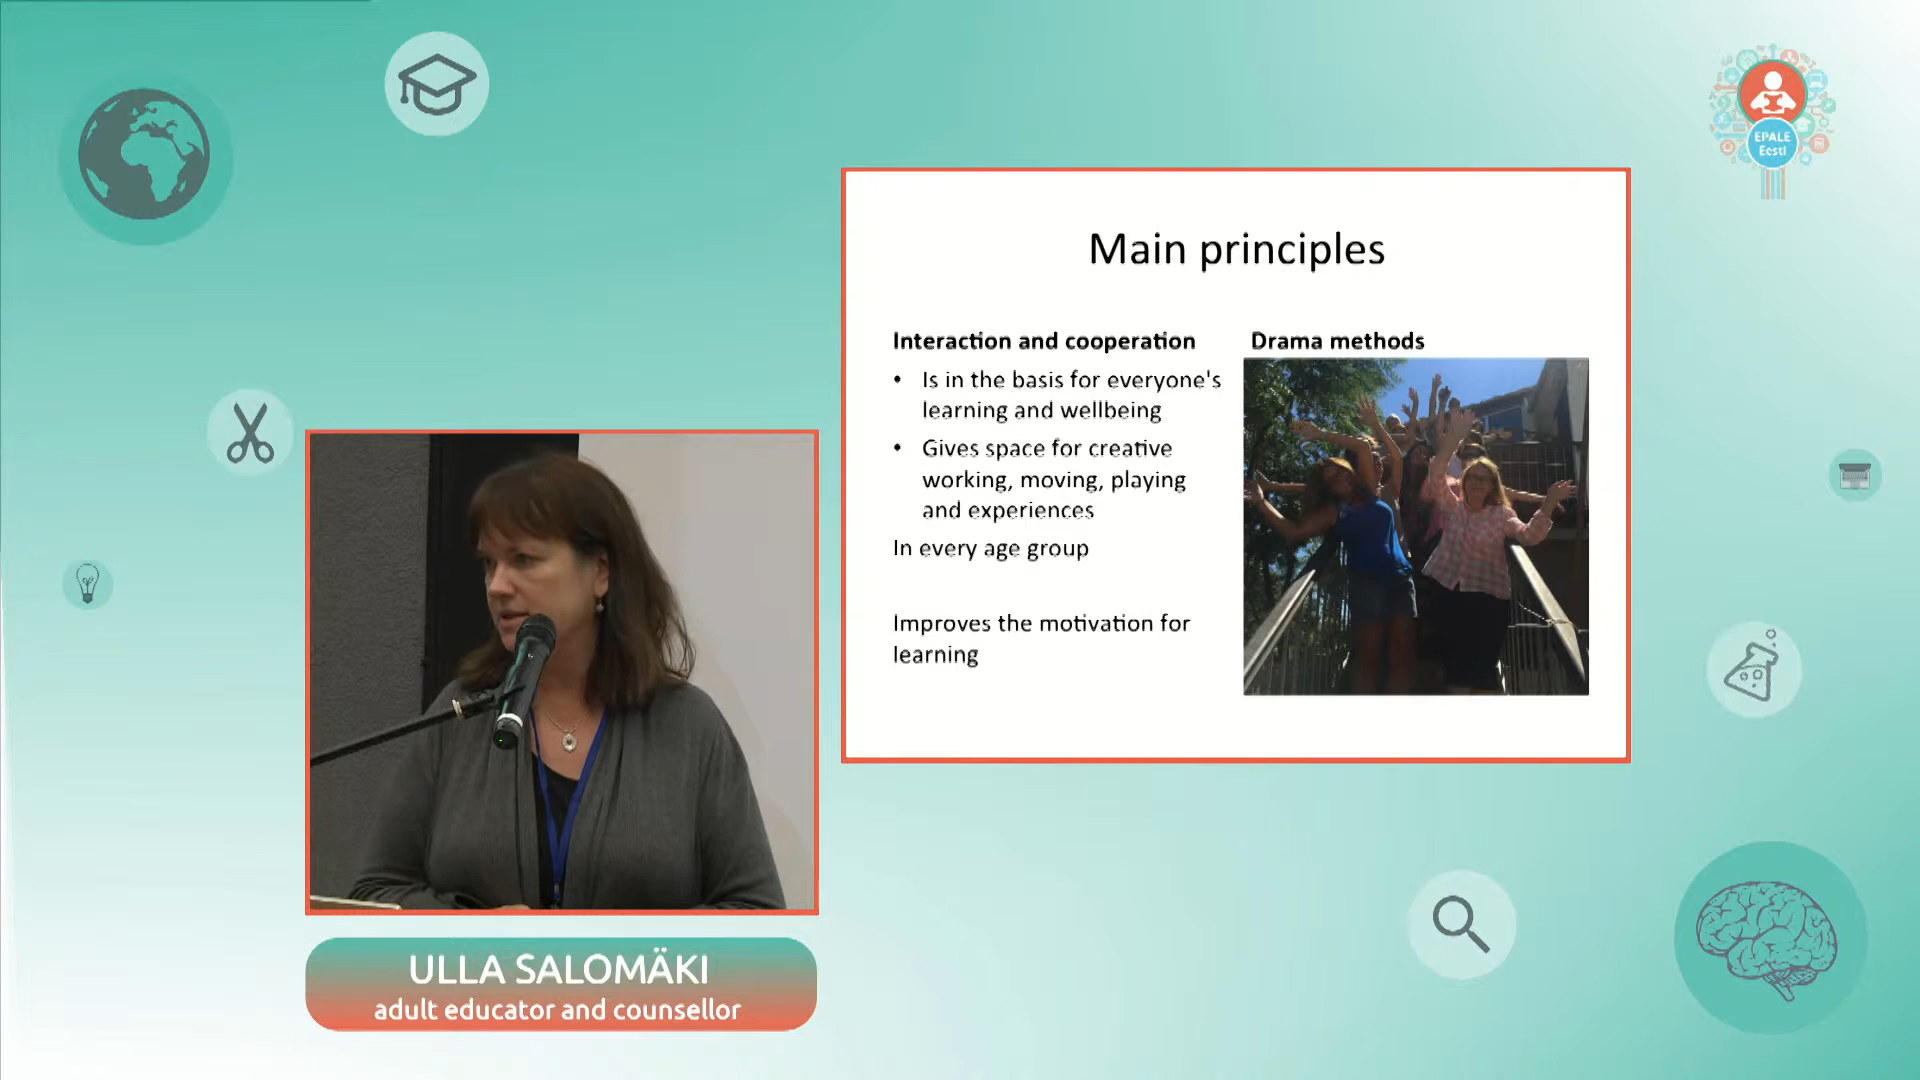 EPALE
Eesti
Main principles
Interaction and cooperation
• Is in the basis for everyone's
learning and wellbeing
• Gives space for creative
working, moving, playing
and experiences
In every age group
Improves the motivation for
learning
Drama methods
ULLA SALOMÄKI
adult educator and counsellor